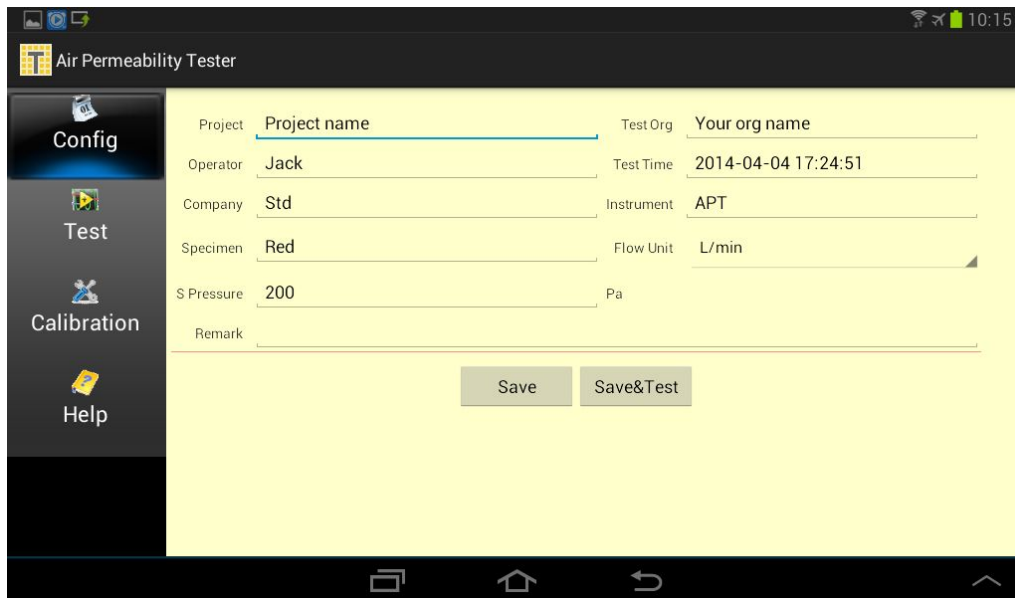 10:15
Air Permeability Tester
Config
Test
Calibration
Help
Project Project name Test Org Your org name
Operator Jack Test Time 2014-04-04 17:24:51
Company Std Instrument APT
Specimen Red Flow Unit L/min
S Pressure 200 Pa
Remark
Save Save&Test